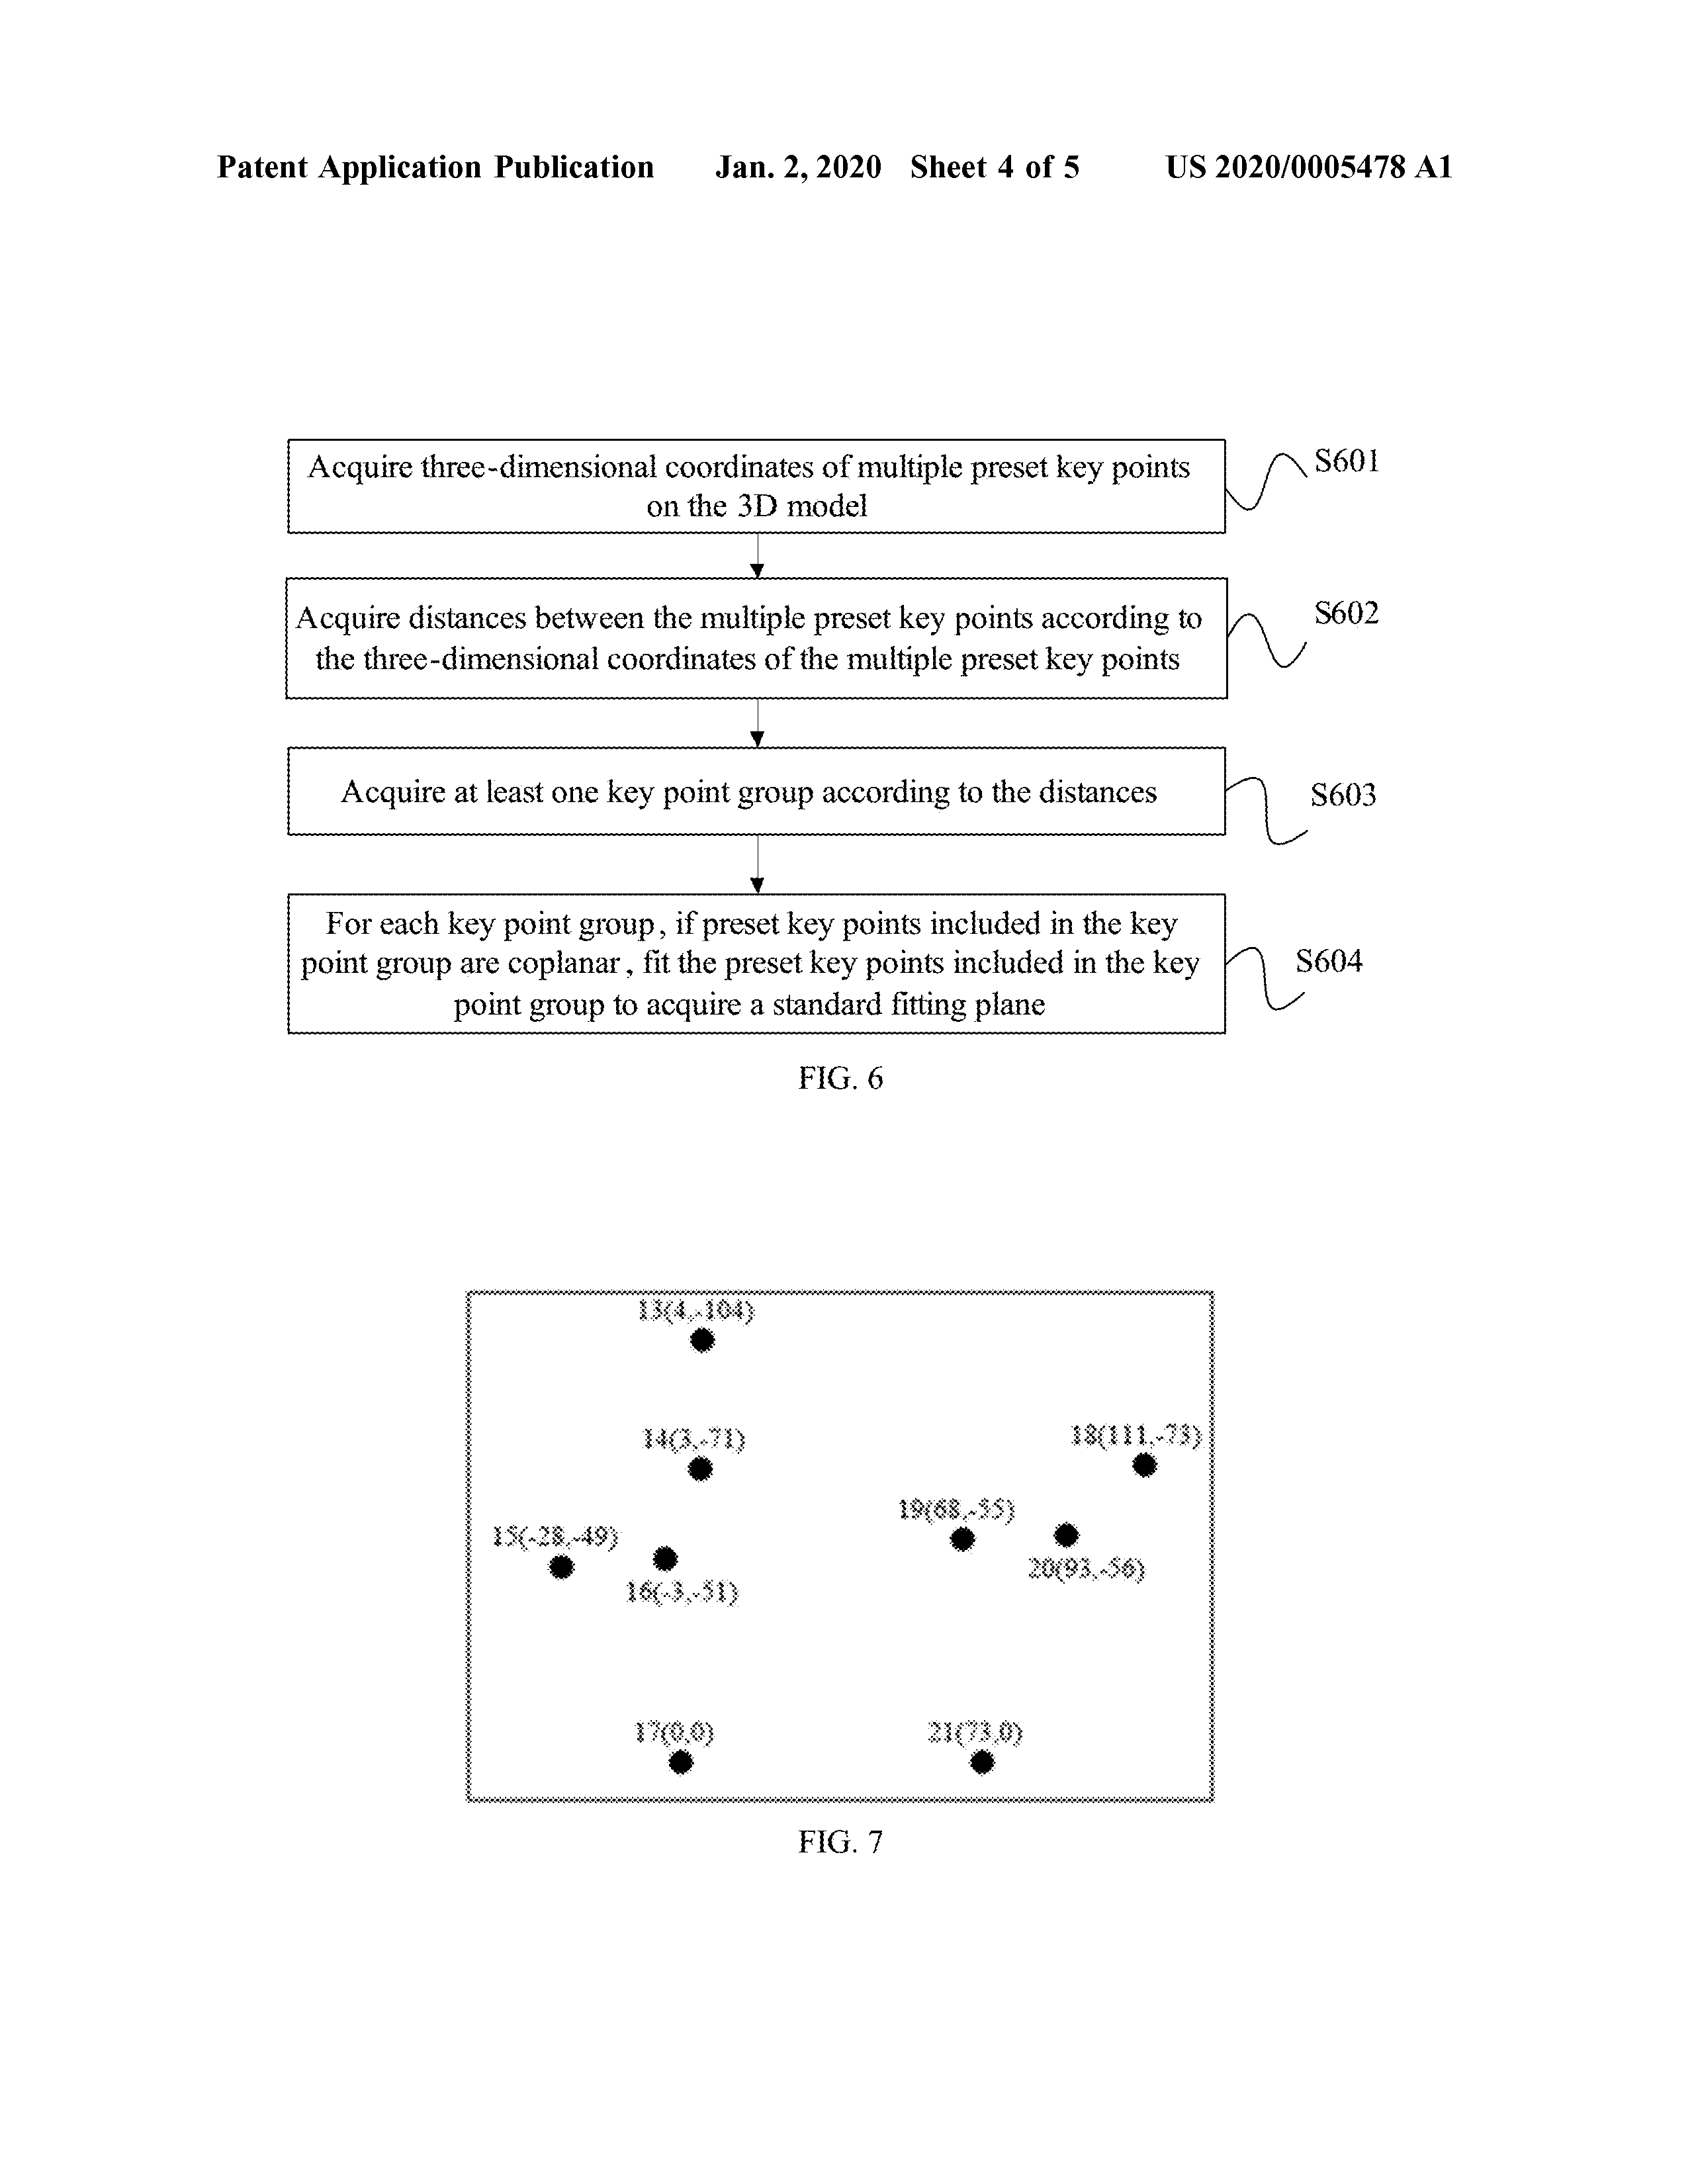 Patent Application Publication Jan. 2, 2020 Sheet 4 of 5 US 2020/0005478 A1
Acquire three-dimensional coordinates of multiple preset key points
on the 3D model
S601
Acquire distances between the multiple preset key points according to
the three-dimensional coordinates of the multiple preset key points
S602
Acquire at least one key point group according to the distances
S603
For each key point group, if preset key points included in the key
point group are coplanar, fit the preset key points included in the key
point group to acquire a standard fitting plane
S604
FIG. 6
13(4,-104)
14(3,-71)
18(111,-73)
19(68,-55)
15(-28,-49)
20(93,-56)
16(-3,-51)
17(0,0)
21(73,0)
FIG. 7